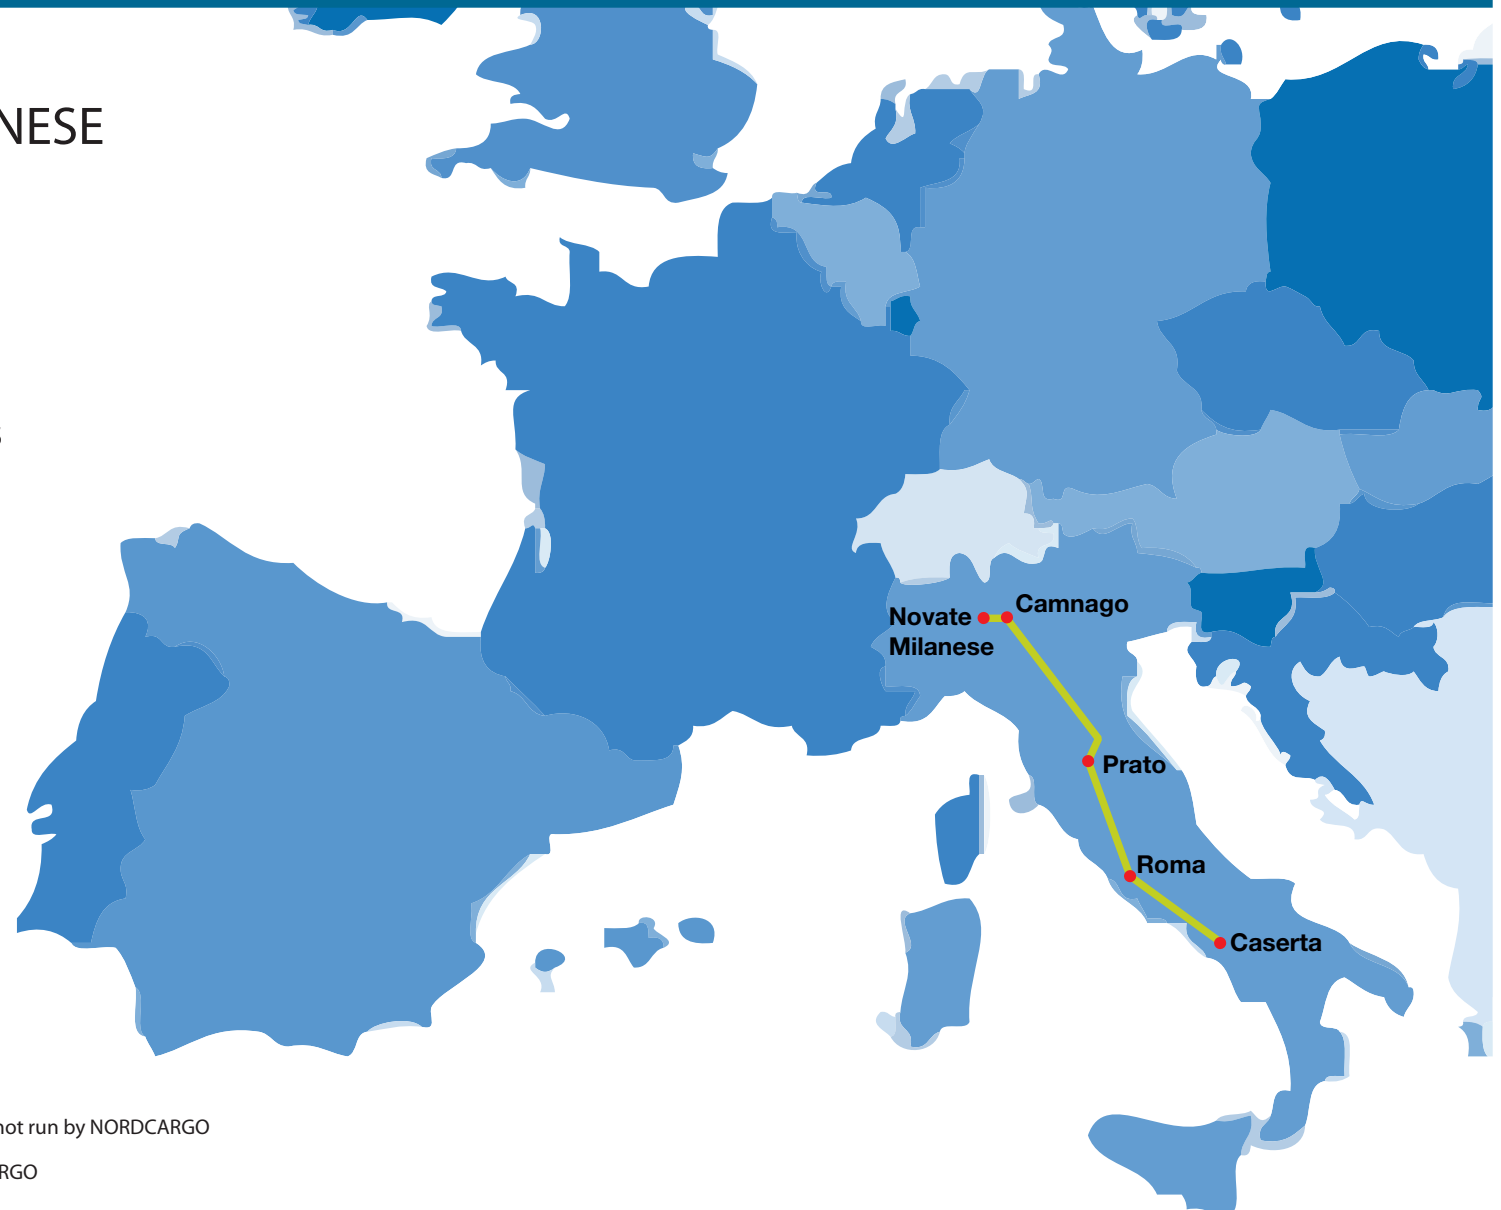 NESE
S
Camnago
Novate
Milanese
Prato
Roma
Caserta
not run by NORDCARGO
RGO